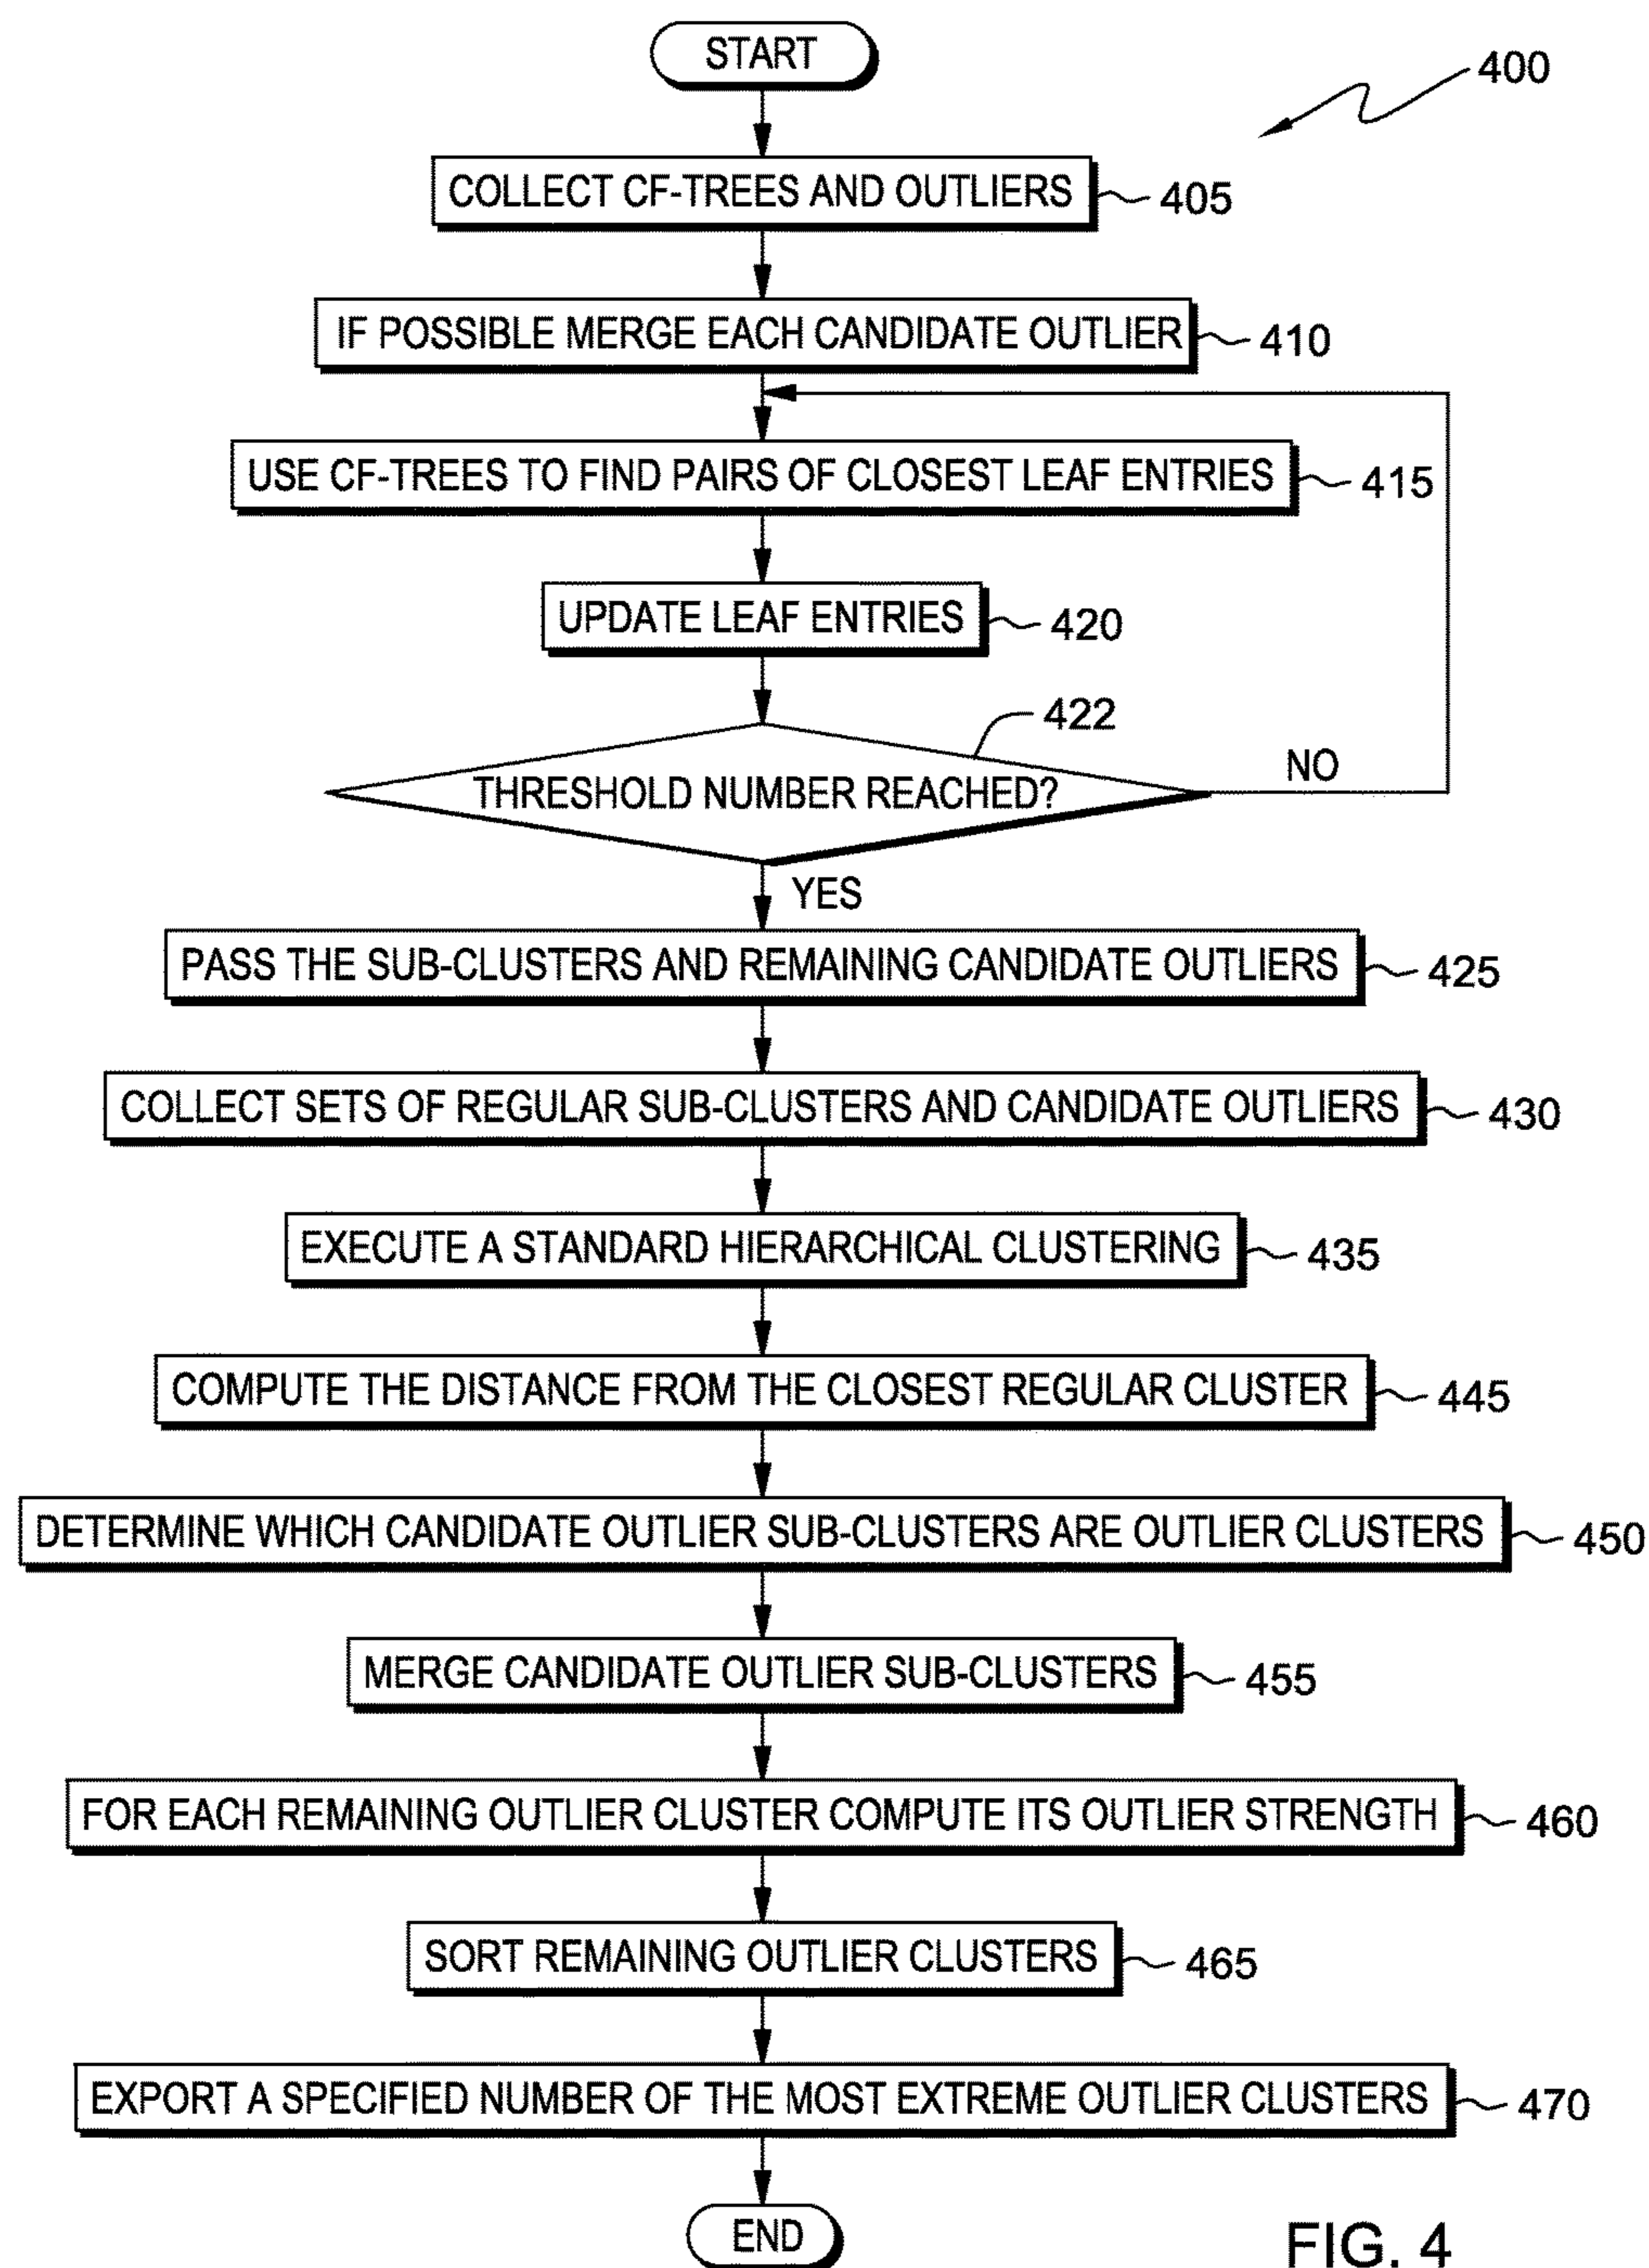 START
400
COLLECT CF-TREES AND OUTLIERS
405
IF POSSIBLE MERGE EACH CANDIDATE OUTLIER
410
USE CF-TREES TO FIND PAIRS OF CLOSEST LEAF ENTRIES
415
UPDATE LEAF ENTRIES
420
422
THRESHOLD NUMBER REACHED?
NO
YES
PASS THE SUB-CLUSTERS AND REMAINING CANDIDATE OUTLIERS
425
COLLECT SETS OF REGULAR SUB-CLUSTERS AND CANDIDATE OUTLIERS
430
EXECUTE A STANDARD HIERARCHICAL CLUSTERING
435
COMPUTE THE DISTANCE FROM THE CLOSEST REGULAR CLUSTER
445
DETERMINE WHICH CANDIDATE OUTLIER SUB-CLUSTERS ARE OUTLIER CLUSTERS
450
MERGE CANDIDATE OUTLIER SUB-CLUSTERS
455
FOR EACH REMAINING OUTLIER CLUSTER COMPUTE ITS OUTLIER STRENGTH
460
SORT REMAINING OUTLIER CLUSTERS
465
EXPORT A SPECIFIED NUMBER OF THE MOST EXTREME OUTLIER CLUSTERS
470
END
FIG. 4